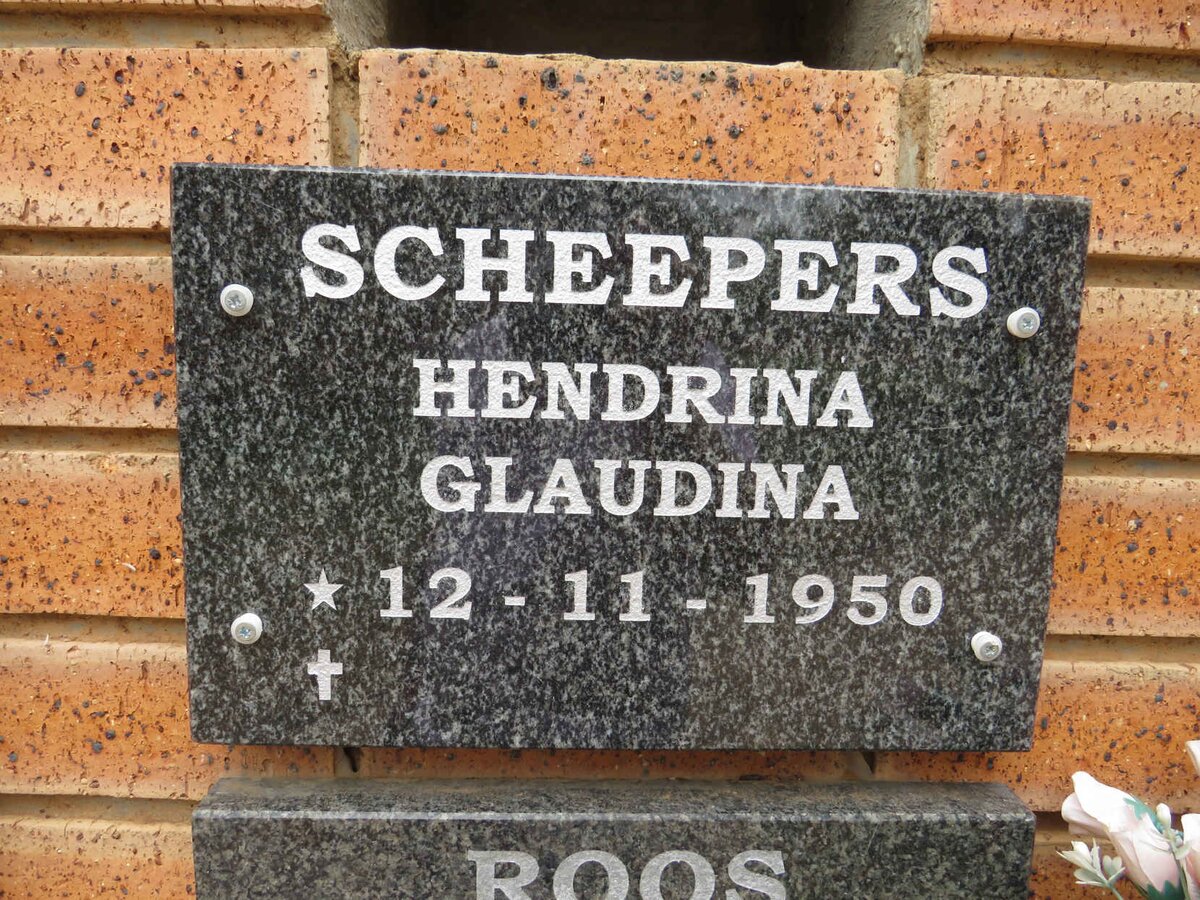 SCHEEPERS
HENDRINA
GLAUDINA
★ 12 - 11 - 1950
✝
ROOS